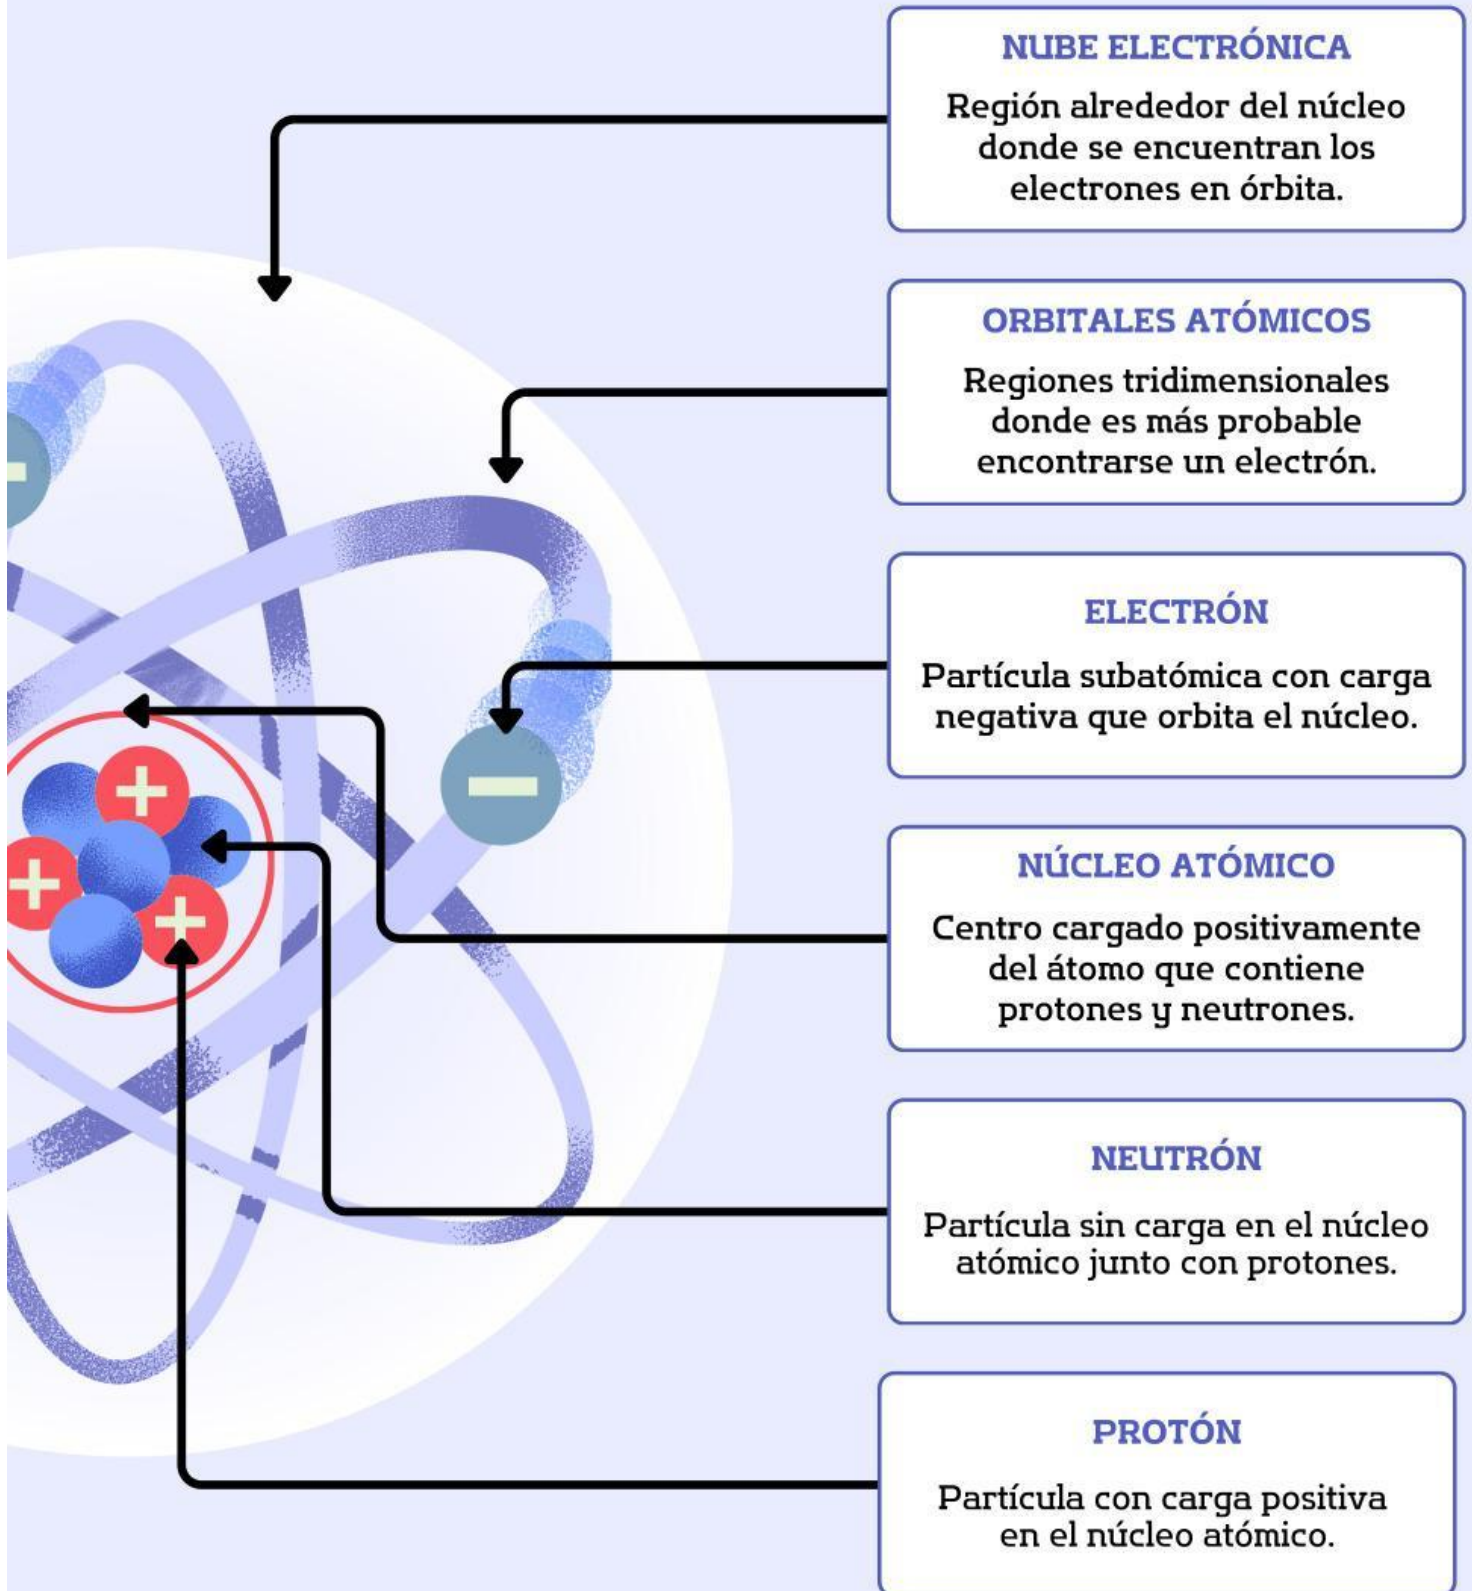 NUBE ELECTRÓNICA
Región alrededor del núcleo
donde se encuentran los
electrones en órbita.
ORBITALES ATÓMICOS
Regiones tridimensionales
donde es más probable
encontrarse un electrón.
ELECTRÓN
Partícula subatómica con carga
negativa que orbita el núcleo.
NÚCLEO ATÓMICO
Centro cargado positivamente
del átomo que contiene
protones y neutrones.
NEUTRÓN
Partícula sin carga en el núcleo
atómico junto con protones.
PROTÓN
Partícula con carga positiva
en el núcleo atómico.
−
−
+
+
+